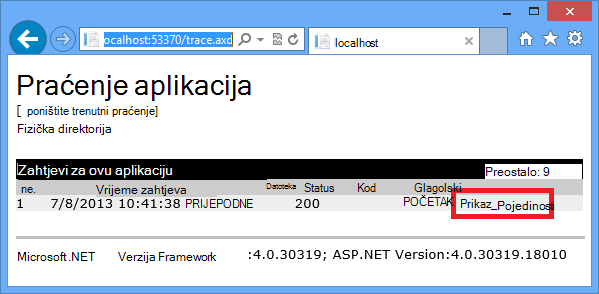 ocalhost:53370/trace.axd
localhost
Praćenje aplikacija
[ poništite trenutni praćenje]
Fizička direktorija
Zahtjevi za ovu aplikaciju Preostalo: 9
ne. Vrijeme zahtjeva Datoteka Status Kod Glagolski
1 7/8/2013 10:41:38 PRIJEPODNE 200 POČETAK Prikaz_Pojedinosti
Microsoft.NET Verzija Framework :4.0.30319; ASP.NET Version:4.0.30319.18010